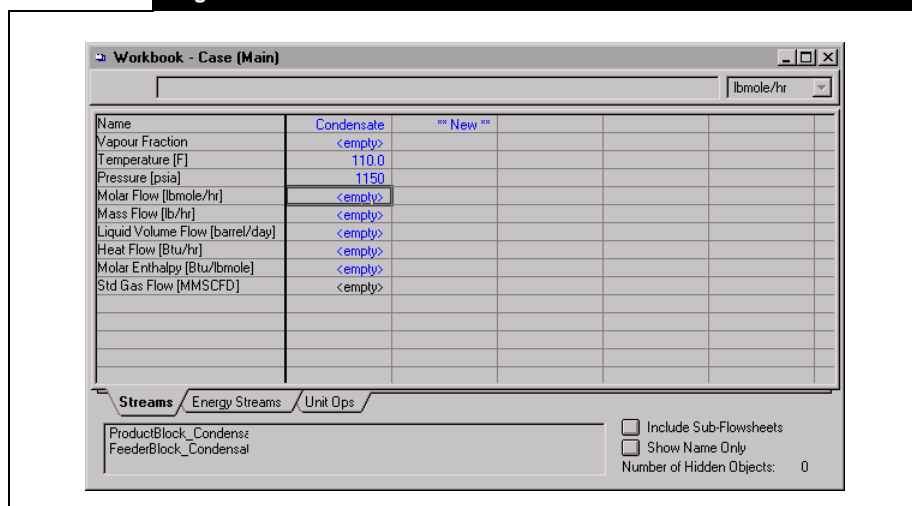 Workbook - Case (Main)
lbmole/hr
Name Condensate ** New **
Vapour Fraction <empty>
Temperature [F] 110.0
Pressure [psia] 1150
Molar Flow [lbmole/hr] <empty>
Mass Flow [lb/hr] <empty>
Liquid Volume Flow [barrel/day] <empty>
Heat Flow [Btu/hr] <empty>
Molar Enthalpy [Btu/lbmole] <empty>
Std Gas Flow [MMSCFD] <empty>
Streams Energy Streams Unit Ops
ProductBlock_Condensa
FeederBlock_Condensal
Include Sub-Flowsheets
Show Name Only
Number of Hidden Objects: 0